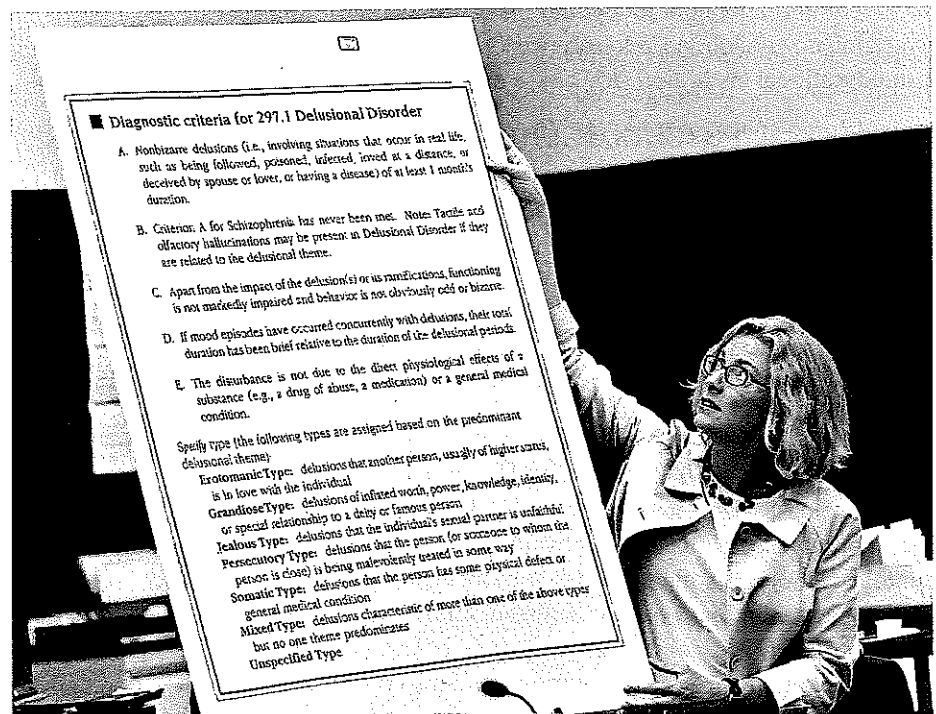 Diagnostic criteria for 297.1 Delusional Disorder
A. Nonbizarre delusions (i.e., involving situations that occur in real life,
such as being followed, poisoned, infected, loved at a distance, or
deceived by spouse or lover, or having a disease) of at least 1 month's
duration.
B. Criterion A for Schizophrenia has never been met. Note: Tactile and
olfactory hallucinations may be present in Delusional Disorder if they
are related to the delusional theme.
C. Apart from the impact of the delusion(s) or its ramifications, functioning
is not markedly impaired and behavior is not obviously odd or bizarre.
D. If mood episodes have occurred concurrently with delusions, their total
duration has been brief relative to the duration of the delusional periods.
E. The disturbance is not due to the direct physiological effects of a
substance (e.g., a drug of abuse, a medication) or a general medical
condition.
Specify type (the following types are assigned based on the predominant
delusional theme):
Erotomanic Type: delusions that another person, usually of higher status,
is in love with the individual
Grandiose Type: delusions of inflated worth, power, knowledge, identity,
or special relationship to a deity or famous person
Jealous Type: delusions that the individual's sexual partner is unfaithful
Persecutory Type: delusions that the person (or someone to whom the
person is close) is being malevolently treated in some way
Somatic Type: delusions that the person has some physical defect or
general medical condition
Mixed Type: delusions characteristic of more than one of the above types
but no one theme predominates
Unspecified Type